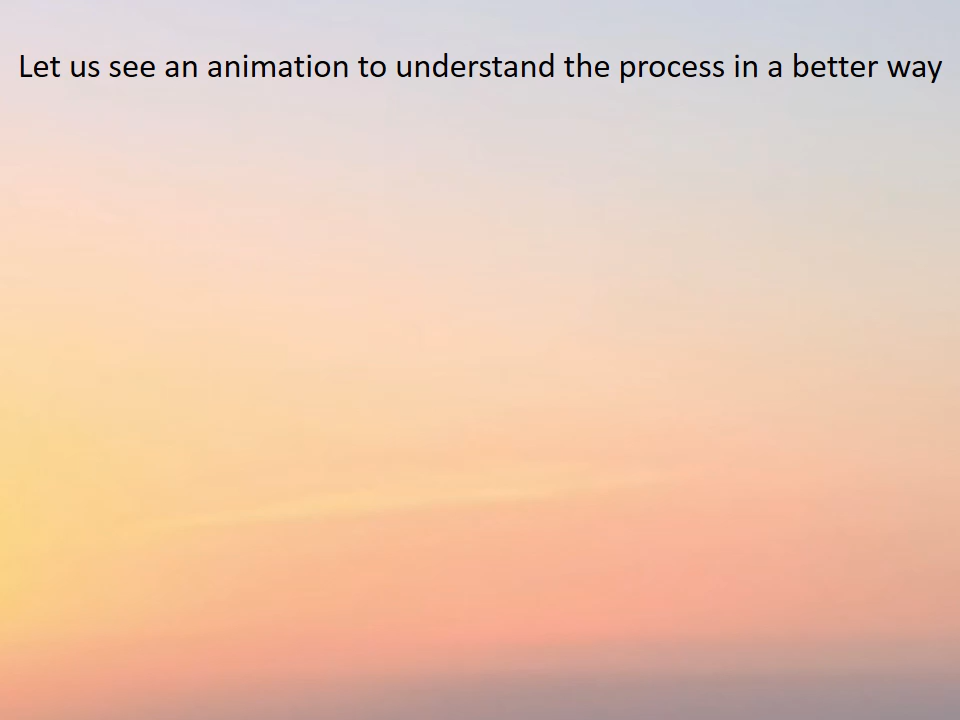 Let us see an animation to understand the process in a better way